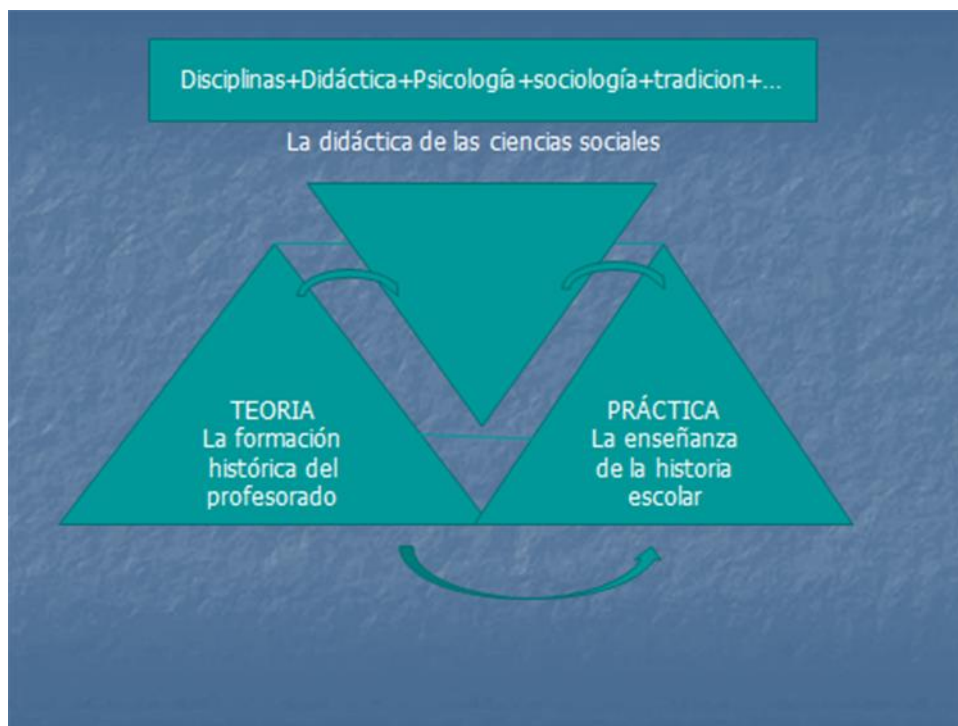 Disciplinas+Didáctica+Psicología+sociología+tradicion+...
La didáctica de las ciencias sociales
TEORIA
La formación
histórica del
profesorado
PRÁCTICA
La enseñanza
de la historia
escolar